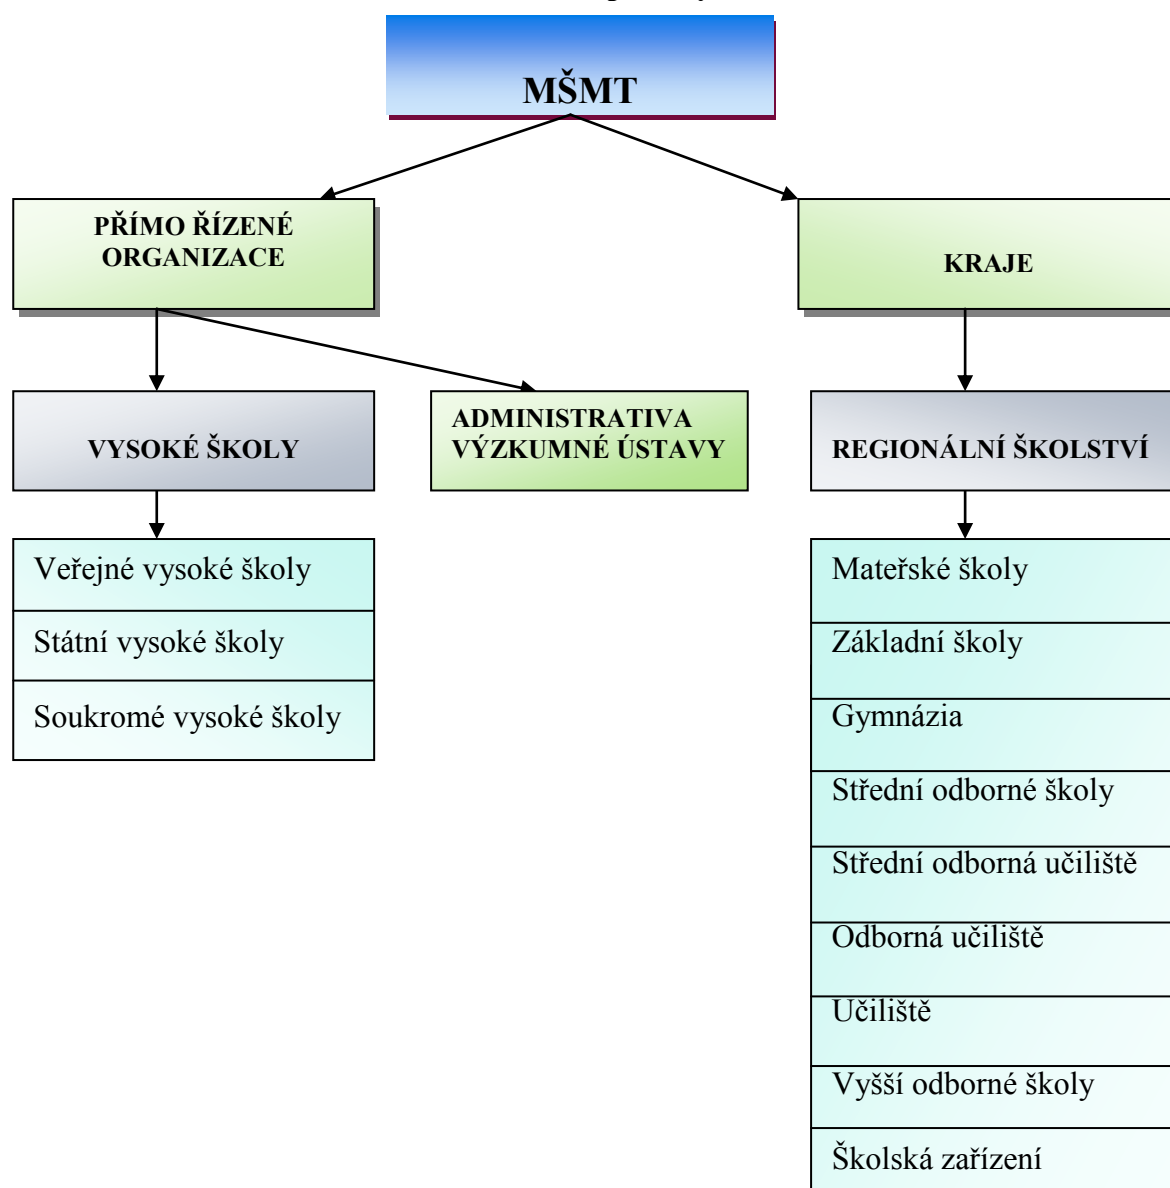 MŠMT
PŘÍMO ŘÍZENÉ
ORGANIZACE
KRAJE
VYSOKÉ ŠKOLY
ADMINISTRATIVA
VÝZKUMNÉ ÚSTAVY
REGIONÁLNÍ ŠKOLSTVÍ
Veřejné vysoké školy
Státní vysoké školy
Soukromé vysoké školy
Mateřské školy
Základní školy
Gymnázia
Střední odborné školy
Střední odborná učiliště
Odborná učiliště
Učiliště
Vyšší odborné školy
Školská zařízení